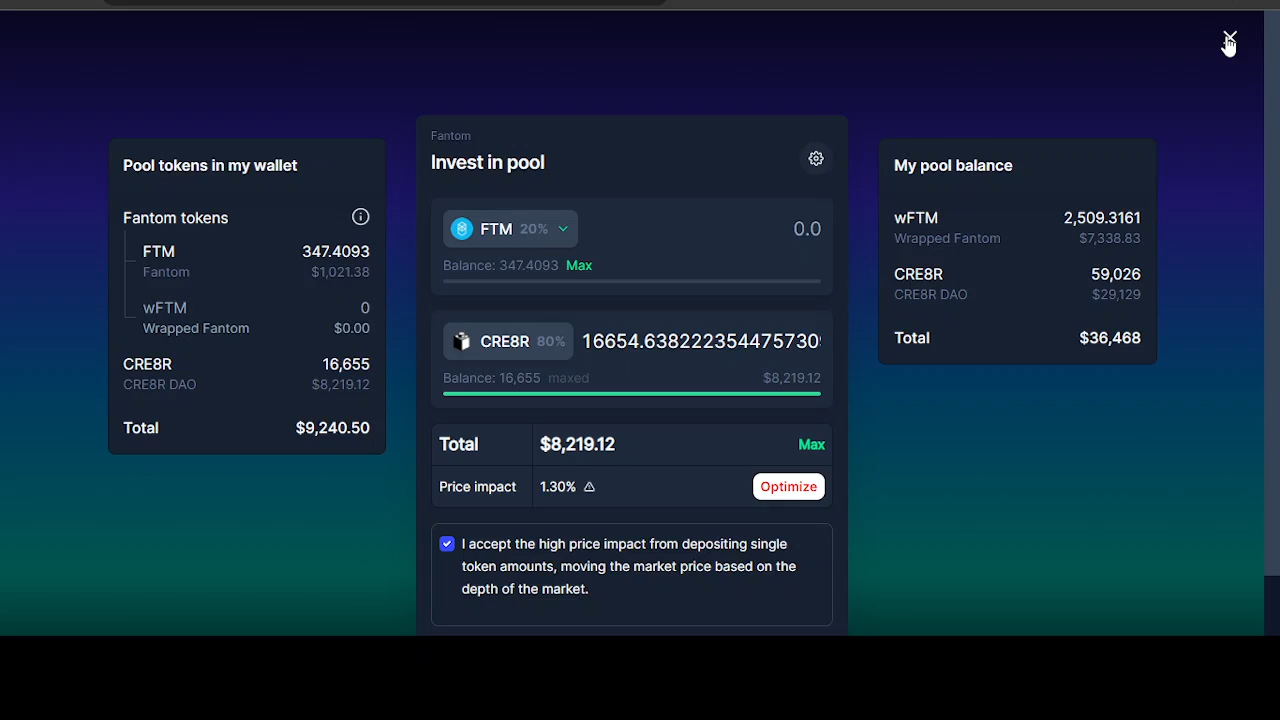 Pool tokens in my wallet
Fantom tokens
FTM 347.4093
Fantom $1,021.38
wFTM 0
Wrapped Fantom $0.00
CRE8R 16,655
CRE8R DAO $8,219.12
Total $9,240.50
Fantom
Invest in pool
FTM 20% 0.0
Balance: 347.4093 Max
CRE8R 80% 16654.638222354475730
Balance: 16,655 maxed $8,219.12
Total $8,219.12 Max
Price impact 1.30% Optimize
I accept the high price impact from depositing single
token amounts, moving the market price based on the
depth of the market.
My pool balance
wFTM 2,509.3161
Wrapped Fantom $7,338.83
CRE8R 59,026
CRE8R DAO $29,129
Total $36,468